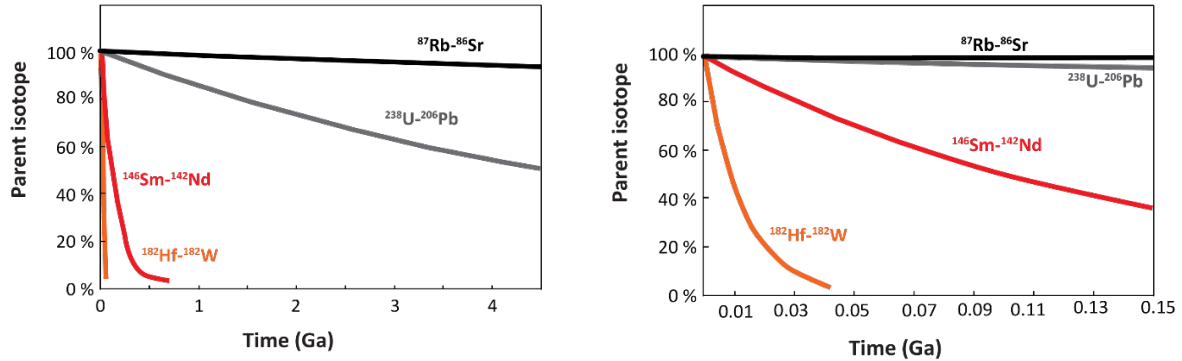 Parent isotope
100 %
80 %
60 %
40 %
20 %
0 %
⁸⁷Rb-⁸⁶Sr
²³⁸U-²⁰⁶Pb
¹⁴⁶Sm-¹⁴²Nd
¹⁸²Hf-¹⁸²W
0 1 2 3 4
Time (Ga)
Parent isotope
100 %
80 %
60 %
40 %
20 %
0 %
⁸⁷Rb-⁸⁶Sr
²³⁸U-²⁰⁶Pb
¹⁴⁶Sm-¹⁴²Nd
¹⁸²Hf-¹⁸²W
0.01 0.03 0.05 0.07 0.09 0.11 0.13 0.15
Time (Ga)